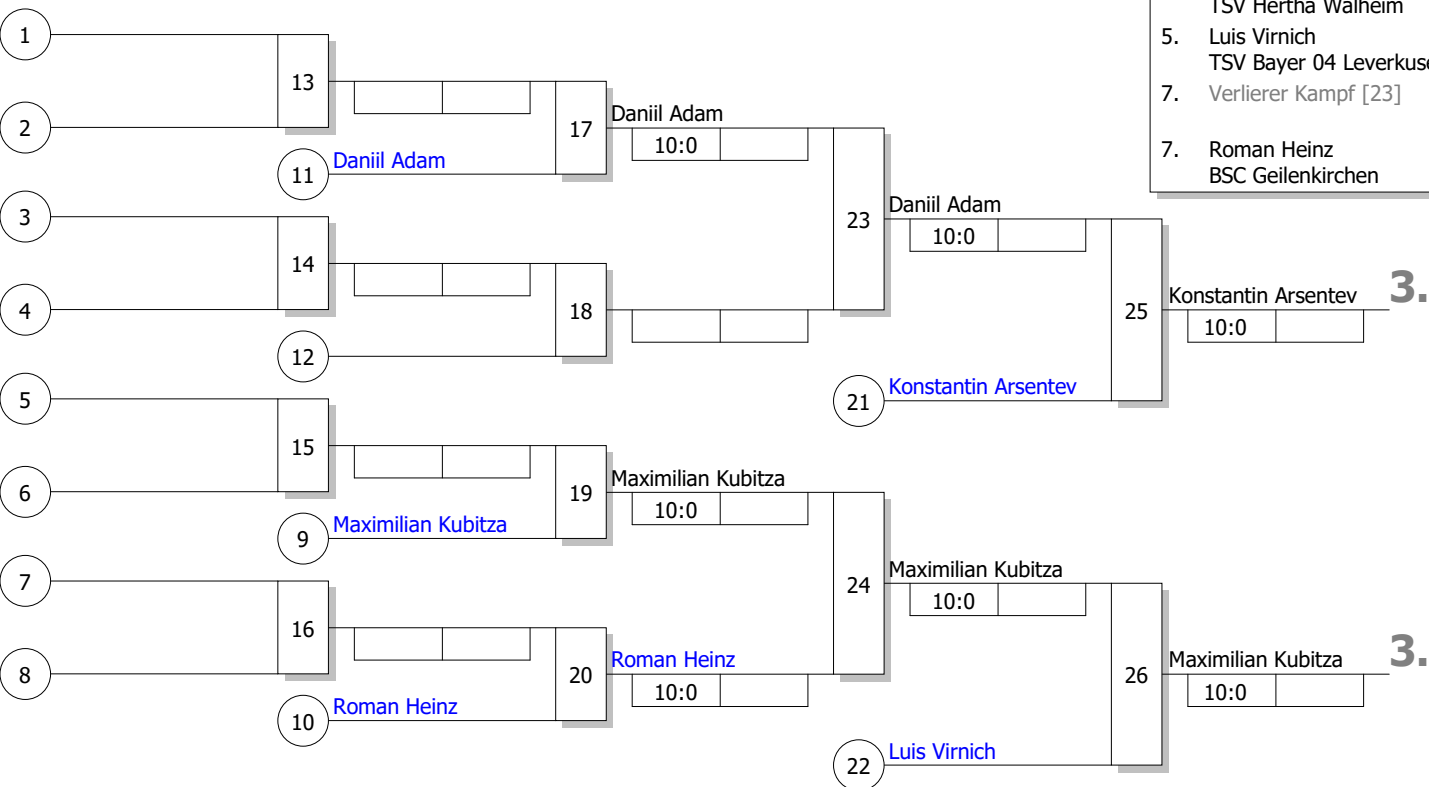 TSV Hertha Walheim
5. Luis Virnich
TSV Bayer 04 Leverkuse
7. Verlierer Kampf [23]
7. Roman Heinz
BSC Geilenkirchen
1
13
2
17
Daniil Adam
10:0
11
Daniil Adam
3
14
4
18
12
23
Daniil Adam
10:0
25
Konstantin Arsentev
3.
10:0
21
Konstantin Arsentev
5
15
6
19
Maximilian Kubitza
10:0
9
Maximilian Kubitza
7
16
8
20
Roman Heinz
10:0
10
Roman Heinz
24
Maximilian Kubitza
10:0
26
Maximilian Kubitza
3.
10:0
22
Luis Virnich